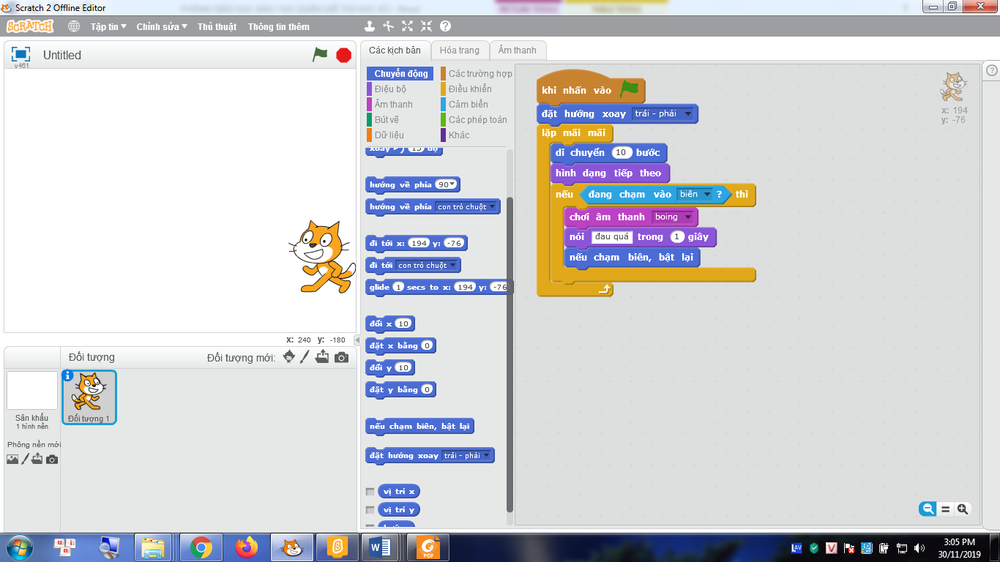 Scratch 2 Offline Editor
SCRATCH
Tập tin
Chỉnh sửa
Thủ thuật
Thông tin thêm
v461
Untitled
x: 240 y: -180
Đối tượng
Đối tượng mới:
Sân khấu
1 hình nền
Phông nền mới
Đối tượng 1
Các kịch bản
Hóa trang
Âm thanh
Chuyển động
Điệu bộ
Âm thanh
Bút vẽ
Dữ liệu
Các trường hợp
Điều khiển
Cảm biến
Các phép toán
Khác
xoay 15 độ
hướng về phía 90
hướng về phía con trỏ chuột
đi tới x: 194 y: -76
đi tới con trỏ chuột
glide 1 secs to x: 194 y: -76
đổi x 10
đặt x bằng 0
đổi y 10
đặt y bằng 0
nếu chạm biên, bật lại
đặt hướng xoay trái - phải
vị trí x
vị trí y
khi nhấn vào
đặt hướng xoay trái - phải
lặp mãi mãi
di chuyển 10 bước
hình dạng tiếp theo
nếu đang chạm vào biên ? thì
chơi âm thanh boing
nói đau quá trong 1 giây
nếu chạm biên, bật lại
x: 194
y: -76
PDF
LAV
3:05 PM
30/11/2019